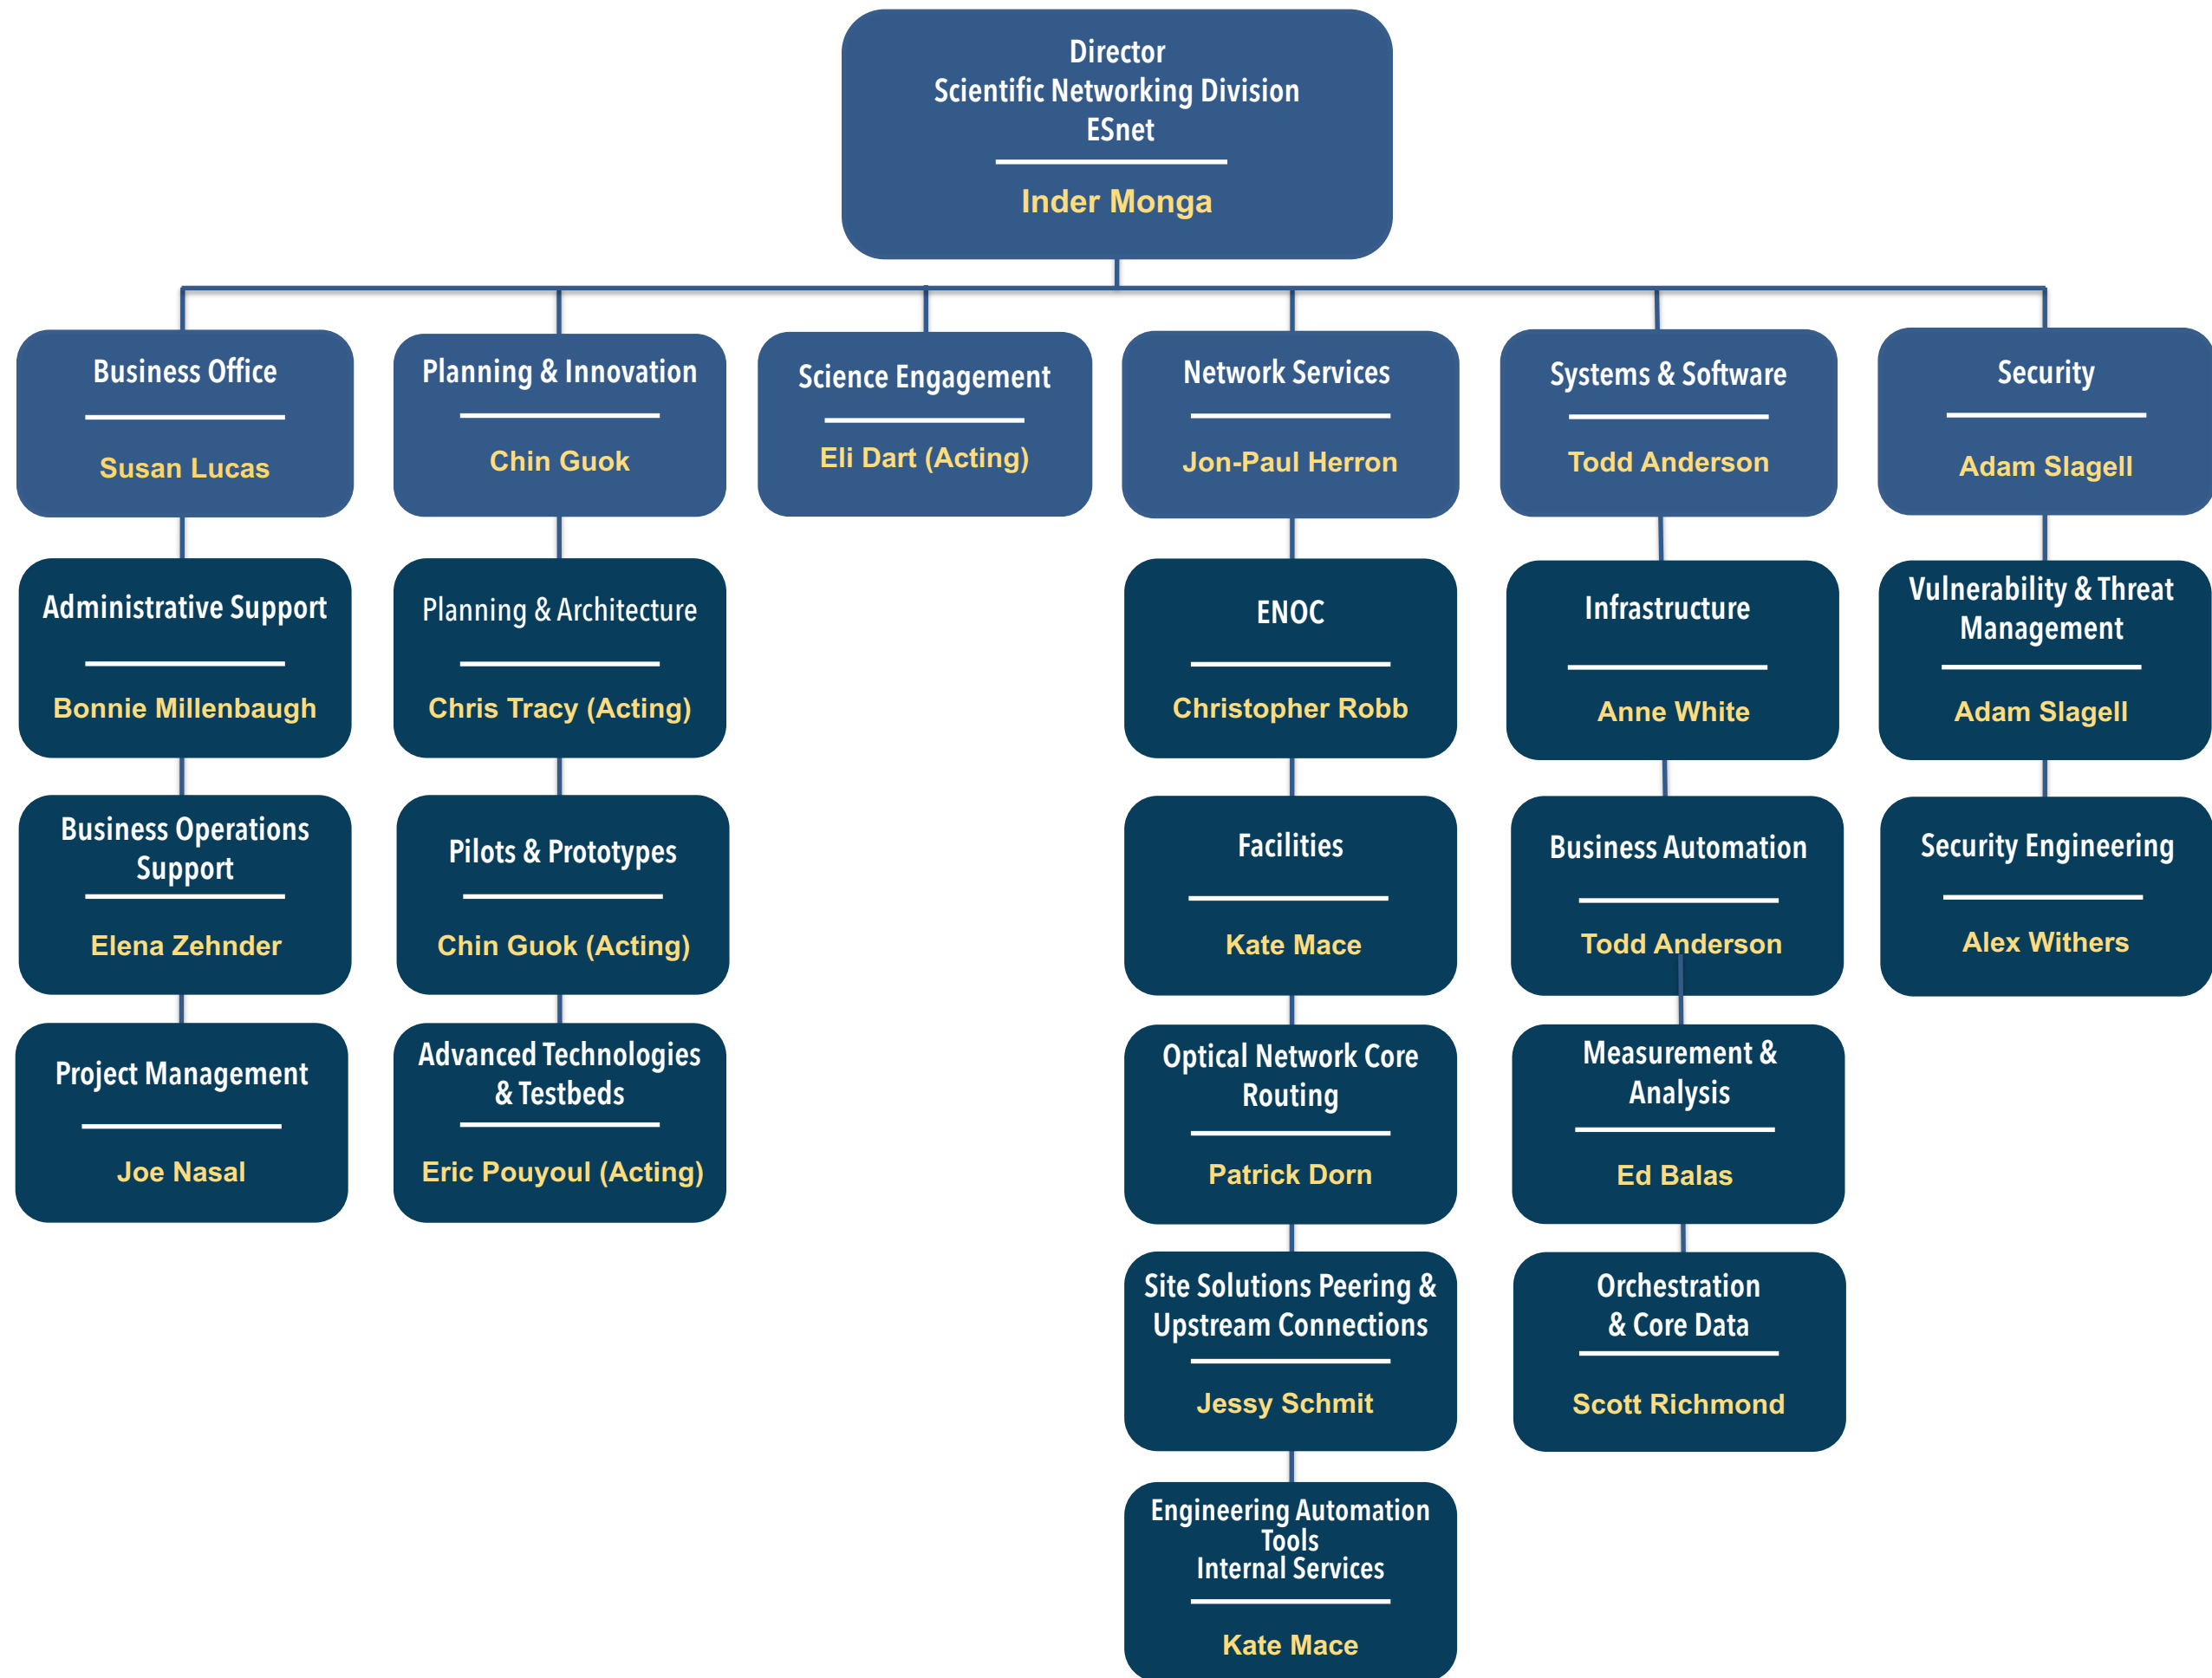 Director
Scientific Networking Division
ESnet
Inder Monga
Business Office
Susan Lucas
Planning & Innovation
Chin Guok
Science Engagement
Eli Dart (Acting)
Network Services
Jon-Paul Herron
Systems & Software
Todd Anderson
Security
Adam Slagell
Administrative Support
Bonnie Millenbaugh
Planning & Architecture
Chris Tracy (Acting)
ENOC
Christopher Robb
Infrastructure
Anne White
Vulnerability & Threat
Management
Adam Slagell
Business Operations
Support
Elena Zehnder
Pilots & Prototypes
Chin Guok (Acting)
Facilities
Kate Mace
Business Automation
Todd Anderson
Security Engineering
Alex Withers
Project Management
Joe Nasal
Advanced Technologies
& Testbeds
Eric Pouyoul (Acting)
Optical Network Core
Routing
Patrick Dorn
Measurement &
Analysis
Ed Balas
Site Solutions Peering &
Upstream Connections
Jessy Schmit
Orchestration
& Core Data
Scott Richmond
Engineering Automation
Tools
Internal Services
Kate Mace